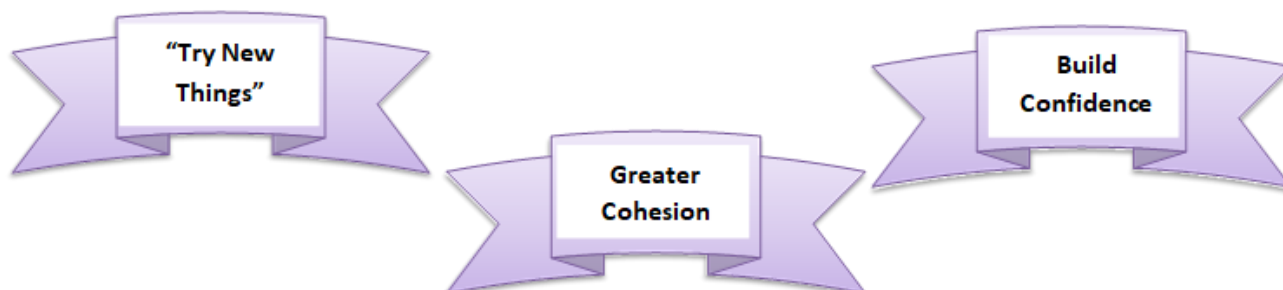 “Try New
Things”
Greater
Cohesion
Build
Confidence